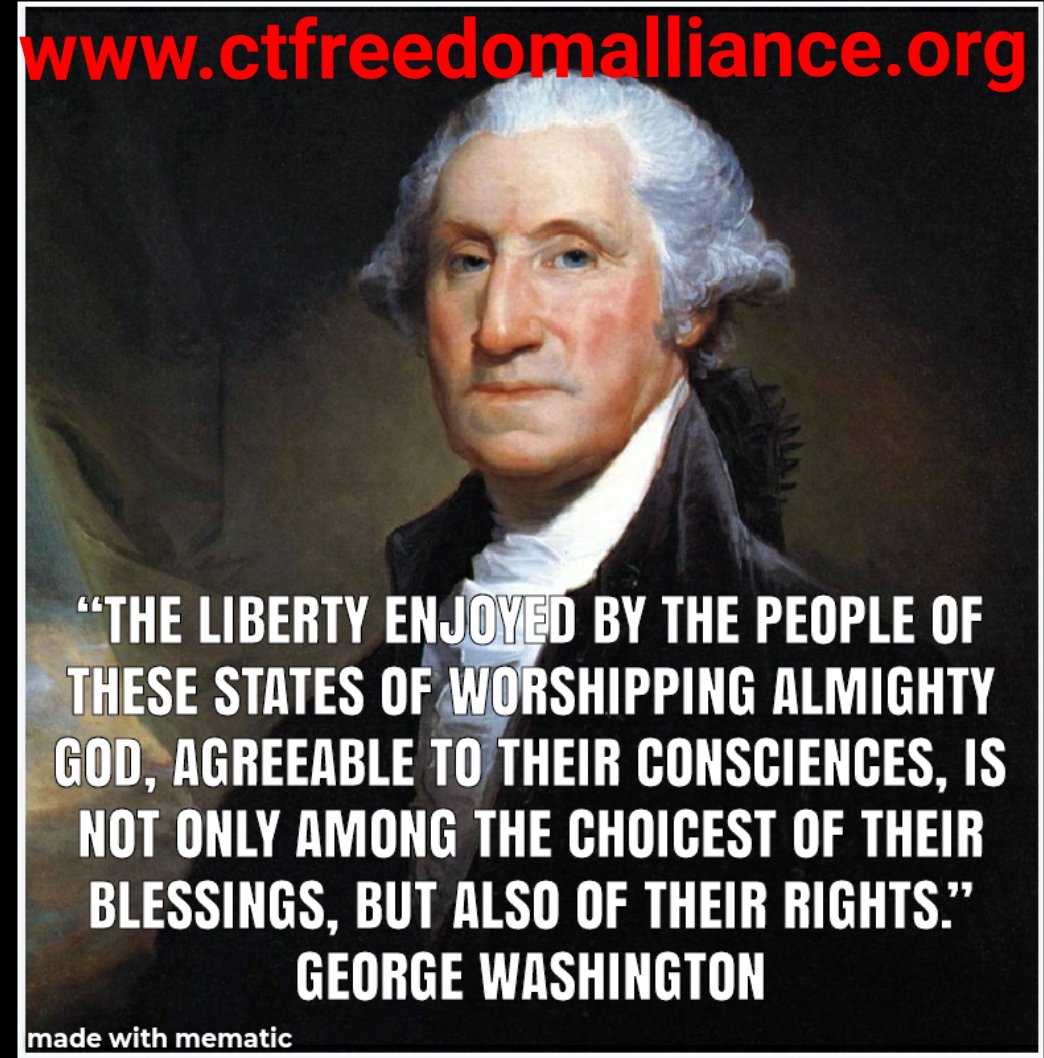 www.ctfreedomalliance.org
“THE LIBERTY ENJOYED BY THE PEOPLE OF
THESE STATES OF WORSHIPPING ALMIGHTY
GOD, AGREEABLE TO THEIR CONSCIENCES, IS
NOT ONLY AMONG THE CHOICEST OF THEIR
BLESSINGS, BUT ALSO OF THEIR RIGHTS.”
GEORGE WASHINGTON
made with mematic